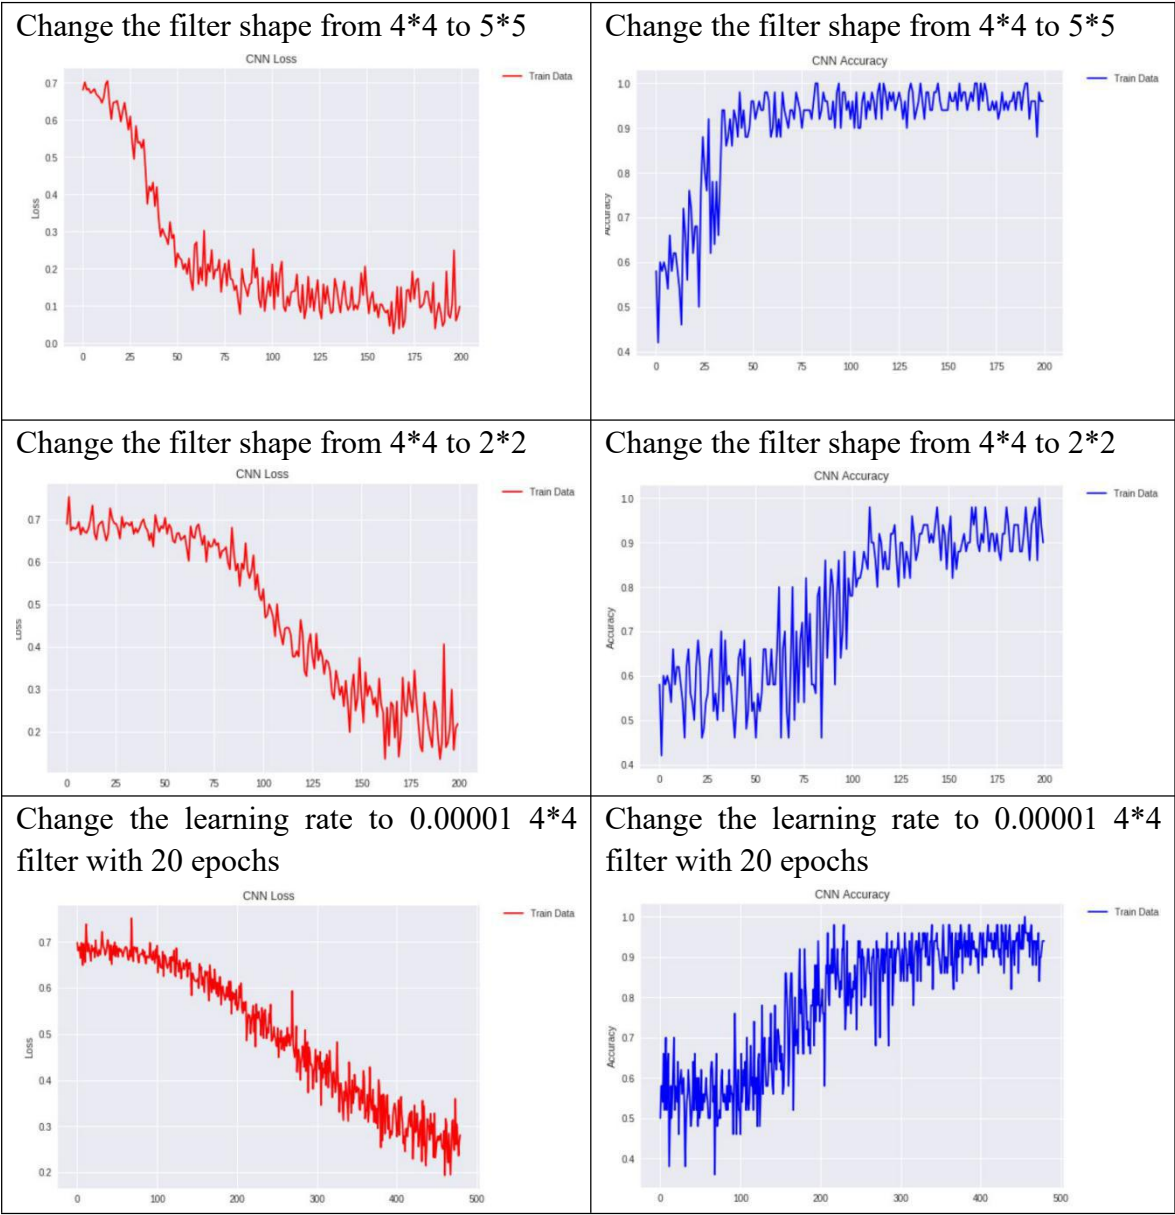 Change the filter shape from 4*4 to 5*5
CNN Loss
Train Data
0.7
0.6
0.5
0.4
0.3
0.2
0.1
0.0
Loss
0 25 50 75 100 125 150 175 200
Change the filter shape from 4*4 to 5*5
CNN Accuracy
Train Data
1.0
0.9
0.8
0.7
0.6
0.5
0.4
Accuracy
0 25 50 75 100 125 150 175 200
Change the filter shape from 4*4 to 2*2
CNN Loss
Train Data
0.7
0.6
0.5
0.4
0.3
0.2
Loss
0 25 50 75 100 125 150 175 200
Change the filter shape from 4*4 to 2*2
CNN Accuracy
Train Data
1.0
0.9
0.8
0.7
0.6
0.5
0.4
Accuracy
0 25 50 75 100 125 150 175 200
Change the learning rate to 0.00001 4*4
filter with 20 epochs
CNN Loss
Train Data
0.7
0.6
0.5
0.4
0.3
0.2
Loss
0 100 200 300 400 500
Change the learning rate to 0.00001 4*4
filter with 20 epochs
CNN Accuracy
Train Data
1.0
0.9
0.8
0.7
0.6
0.5
0.4
Accuracy
0 100 200 300 400 500